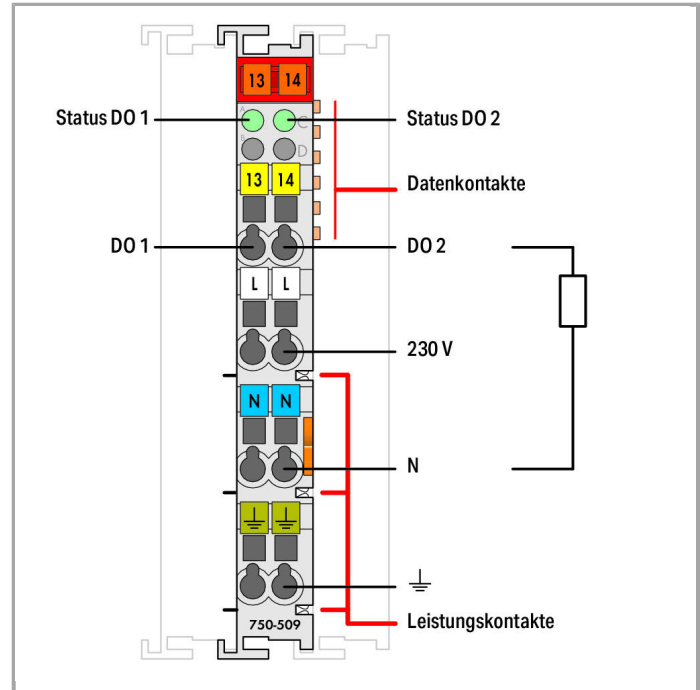 13 14
A
Status DO 1
C
Status DO 2
B
D
13 14
Datenkontakte
DO 1
DO 2
L L
230 V
N N
N
750-509
Leistungskontakte